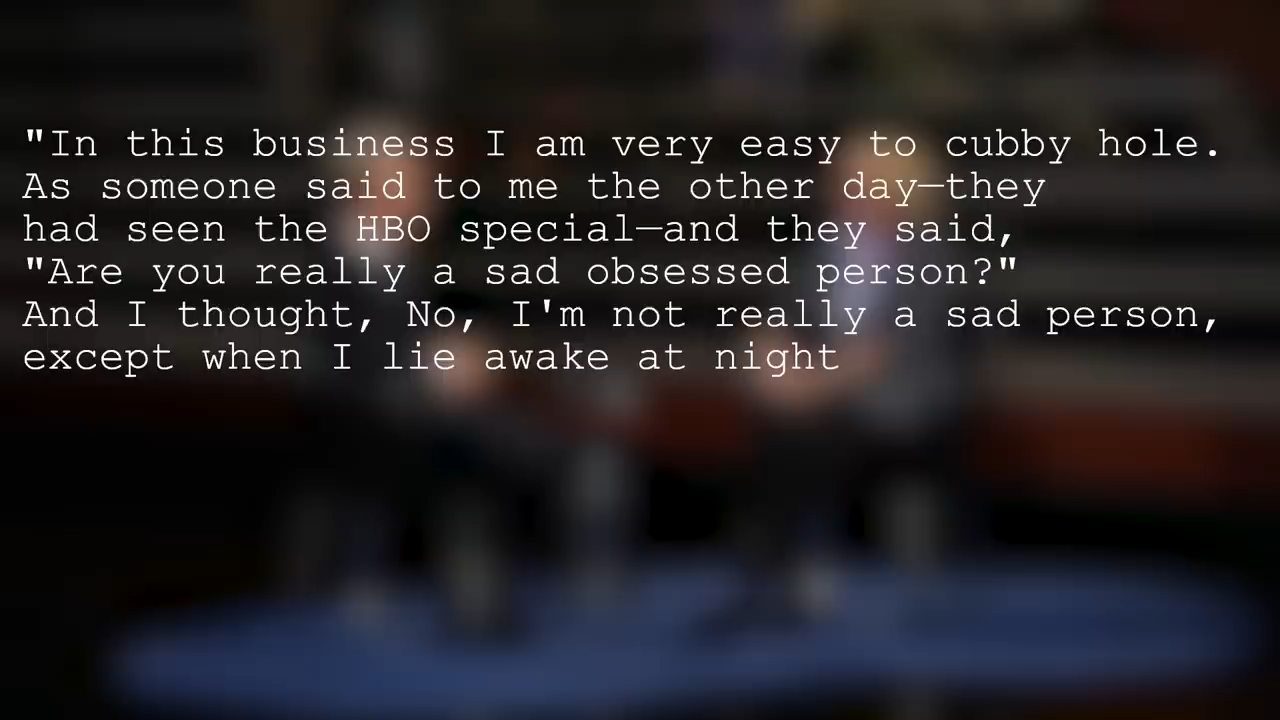 "In this business I am very easy to cubby hole.
As someone said to me the other day—they
had seen the HBO special—and they said,
"Are you really a sad obsessed person?"
And I thought, No, I'm not really a sad person,
except when I lie awake at night